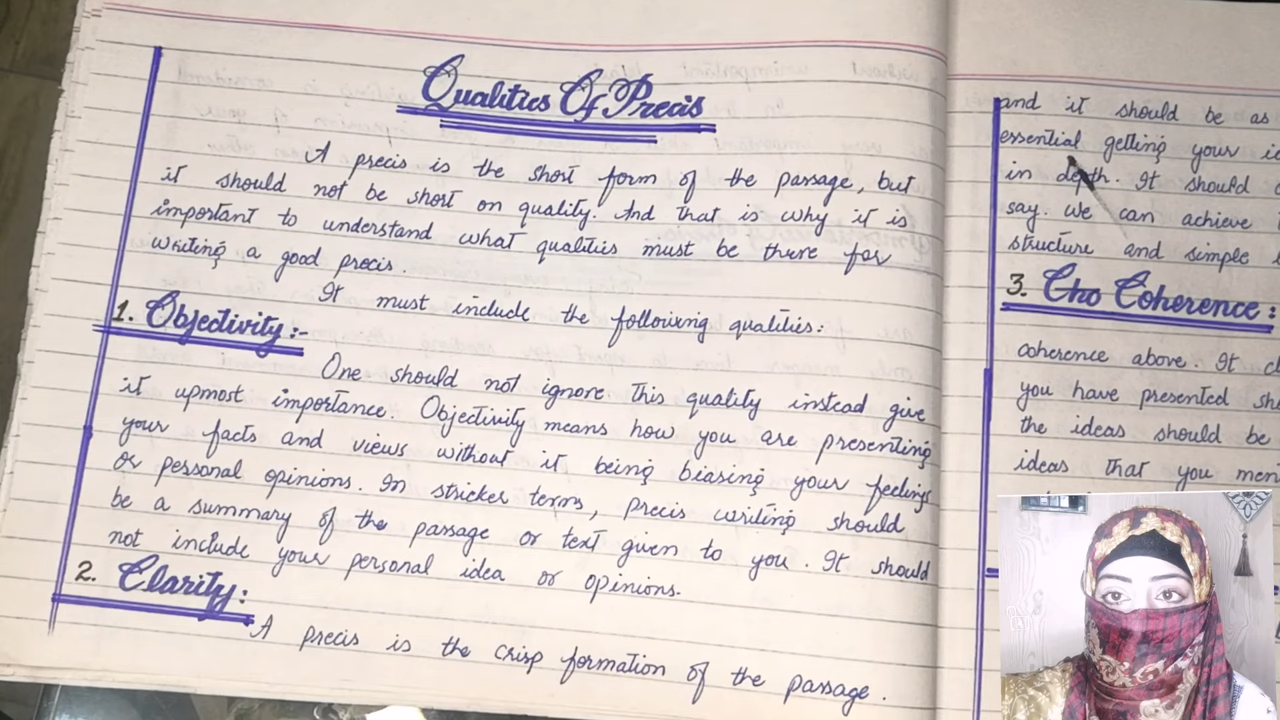 Qualities Of Precis
A precis is the short form of the passage, but
it should not be short on quality. And that is why it is
important to understand what qualities must be there for
writing a good precis.
It must include the following qualities:
1. Objectivity:-
One should not ignore this quality instead give
it upmost importance. Objectivity means how you are presenting
your facts and views without it being biasing your feelings
or personal opinions. In stricker terms, precis writing should
be a summary of the passage or text given to you. It should
not include your personal idea or opinions.
2. Clarity:
A precis is the crisp formation of the passage.
and it should be as
essential getting your
in depth. It should
say. We can achieve
structure and simple
3. Coherence:
coherence above. It
you have presented
the ideas should be
ideas that you